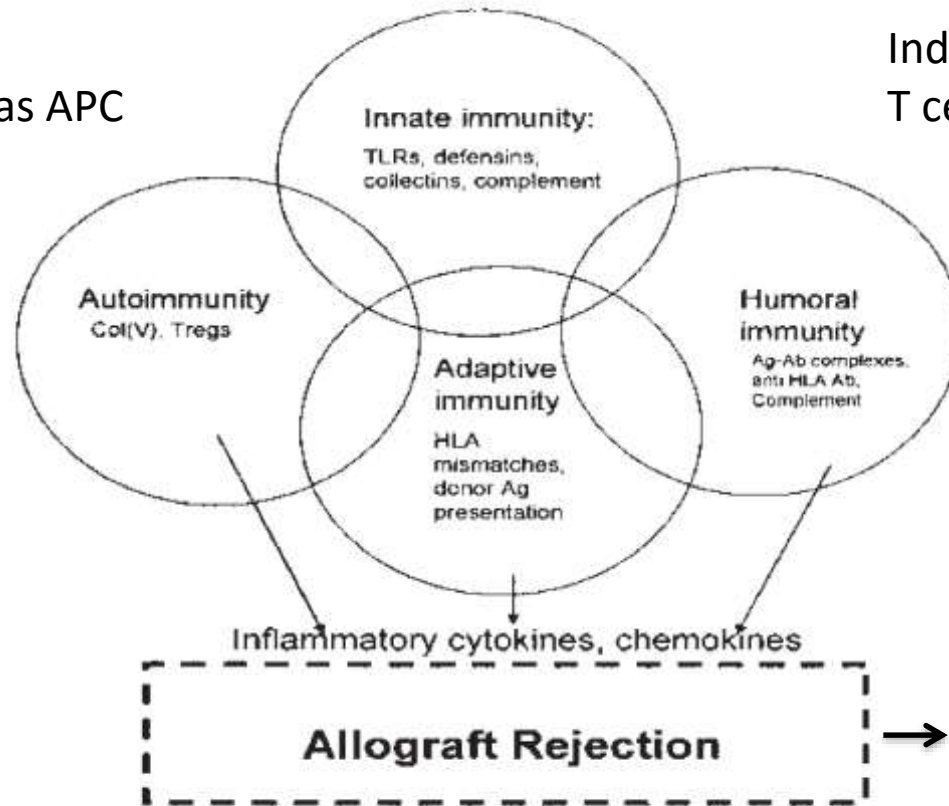 as APC
Ind
T ce
Innate immunity:
TLRs, defensins,
collectins, complement
Autoimmunity
Col(V). Tregs
Humoral
immunity
Ag-Ab complexes,
anti HLA Ab,
Complement
Adaptive
immunity
HLA
mismatches,
donor Ag
presentation
Inflammatory cytokines, chemokines
Allograft Rejection